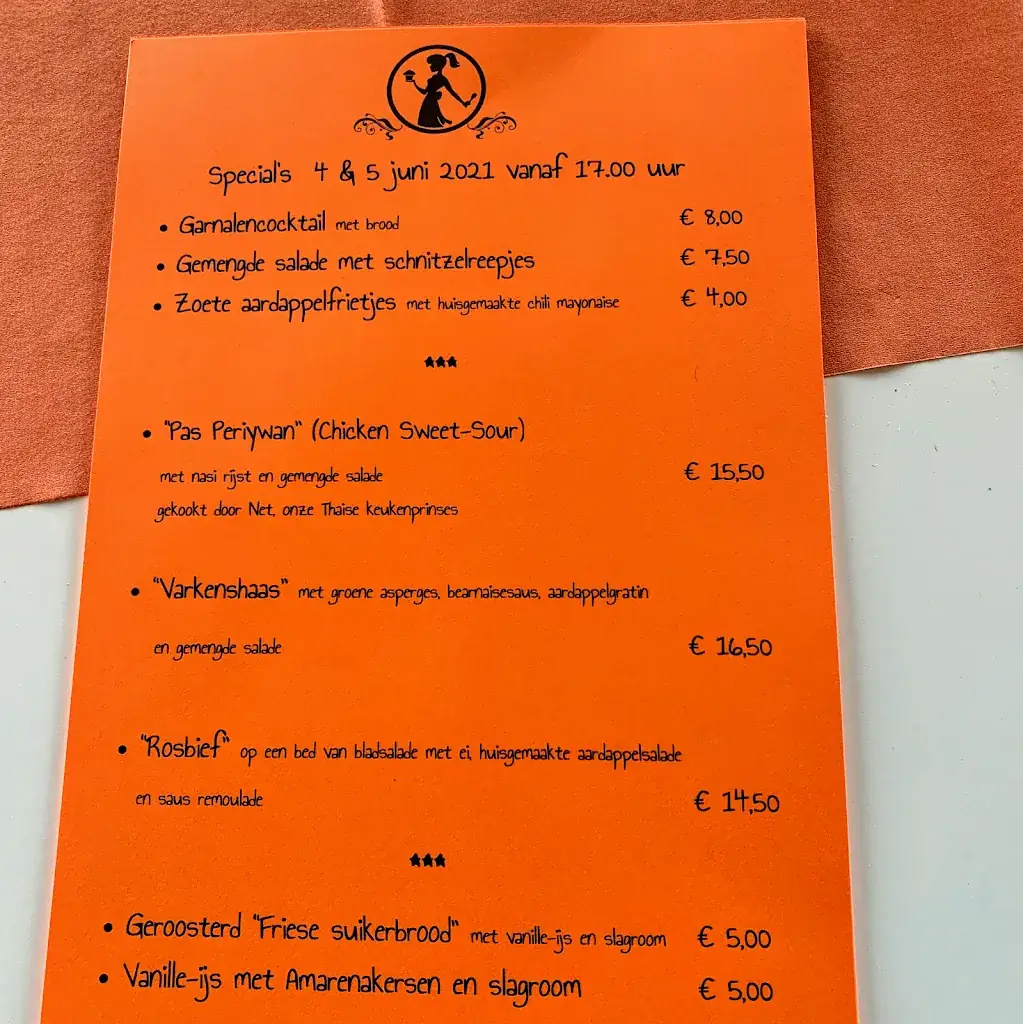 Special's 4 & 5 juni 2021 vanaf 17.00 uur
• Garnalencocktail met brood € 8,00
• Gemengde salade met schnitzelreepjes € 7,50
• Zoete aardappelfrietjes met huisgemaakte chili mayonaise € 4,00
***
• "Pas Periywan" (Chicken Sweet-Sour)
met nasi rijst en gemengde salade € 15,50
gekookt door Net, onze Thaise keukenprinses
• "Varkenshaas" met groene asperges, bearnaisesaus, aardappelgratin
en gemengde salade € 16,50
• "Rosbief" op een bed van bladsalade met ei, huisgemaakte aardappelsalade
en saus remoulade € 14,50
***
• Geroosterd "Friese suikerbrood" met vanille-ijs en slagroom € 5,00
• Vanille-ijs met Amarenakersen en slagroom € 5,00